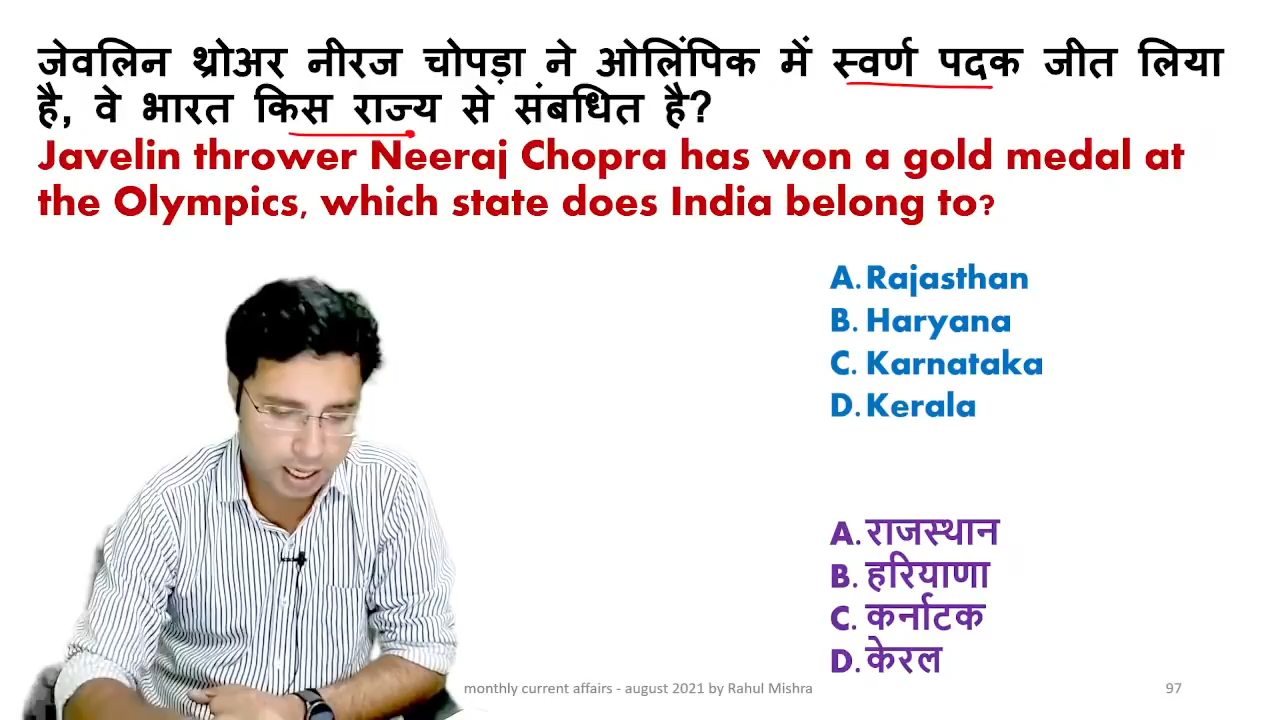 जेवलिन थ्रोअर नीरज चोपड़ा ने ओलिंपिक में स्वर्ण पदक जीत लिया
है, वे भारत किस राज्य से संबधित है?
Javelin thrower Neeraj Chopra has won a gold medal at
the Olympics, which state does India belong to?
A. Rajasthan
B. Haryana
C. Karnataka
D. Kerala
A. राजस्थान
B. हरियाणा
C. कर्नाटक
D. केरल
monthly current affairs - august 2021 by Rahul Mishra
97